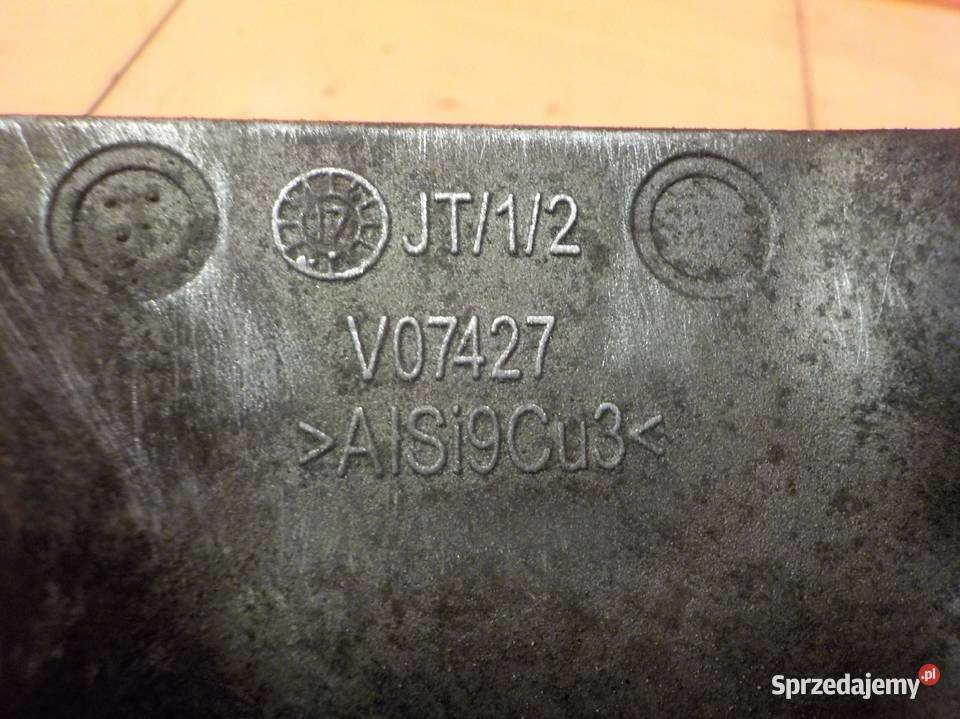 JT/1/2
V07427
>AlSi9Cu3<
Sprzedajemy.pl